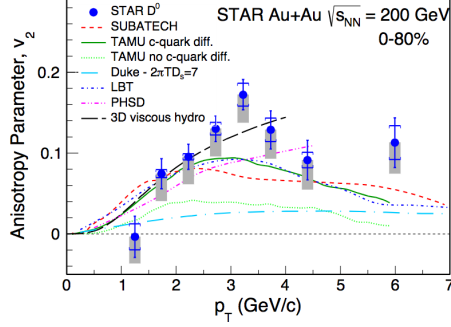 STAR D⁰
SUBATECH
TAMU c-quark diff.
TAMU no c-quark diff.
Duke - 2πTDₛ=7
LBT
PHSD
3D viscous hydro
STAR Au+Au √sNN = 200 GeV
0-80%
Anisotropy Parameter, v₂
0.2
0.1
0
0 1 2 3 4 5 6 7
p_T (GeV/c)